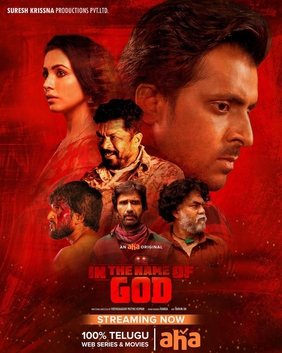 SURESH KRISSNA PRODUCTIONS PVT.LTD.
AN aha ORIGINAL
IN THE NAME OF
GOD
STREAMING NOW
100% TELUGU
WEB SERIES & MOVIES
aha